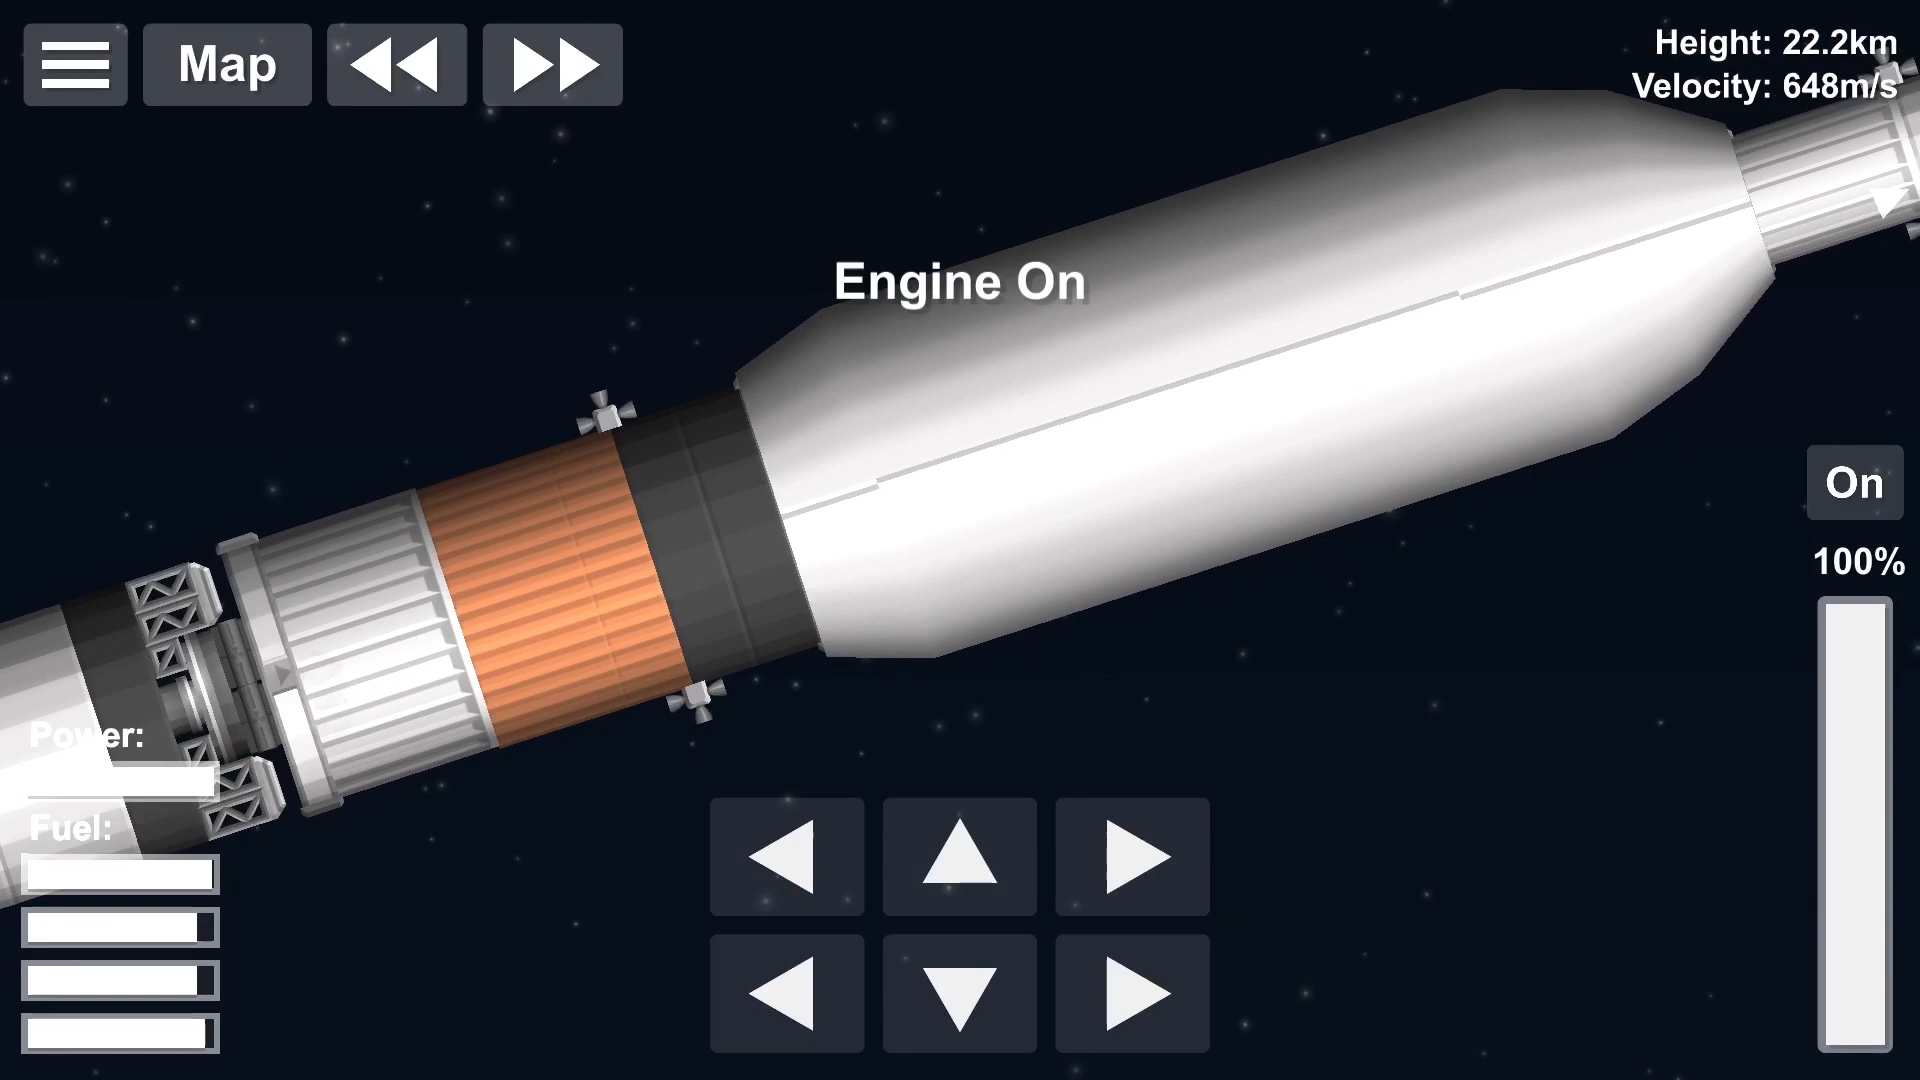 Map
Height: 22.2km
Velocity: 648m/s
Engine On
On
100%
Power:
Fuel: